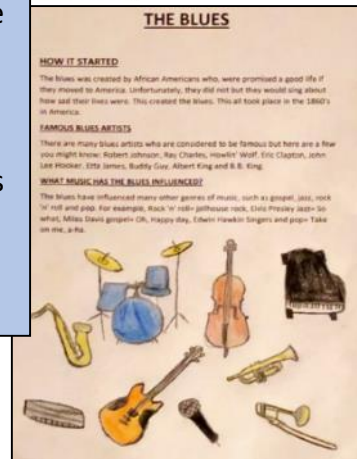 e
s
THE BLUES
HOW IT STARTED
The blues was created by African Americans who, were promised a good life if
they moved to America. Unfortunately, they did not but they would sing about
how sad their lives were. This created the blues. This all took place in the 1860's
in America.
FAMOUS BLUES ARTISTS
There are many blues artists who are considered to be famous but here are a few
you might know: Robert Johnson, Ray Charles, Howlin' Wolf, Eric Clapton, John
Lee Hooker, Etta James, Buddy Guy, Albert King and B.B. King.
WHAT MUSIC HAS THE BLUES INFLUENCED?
The blues have influenced many other genres of music, such as gospel, jazz, rock
'n' roll and pop. For example, Rock 'n' roll= jailhouse rock, Elvis Presley Jazz= So
what, Miles Davis gospel= Oh, Happy day, Edwin Hawkin Singers and pop= Take
on me, a-ha.